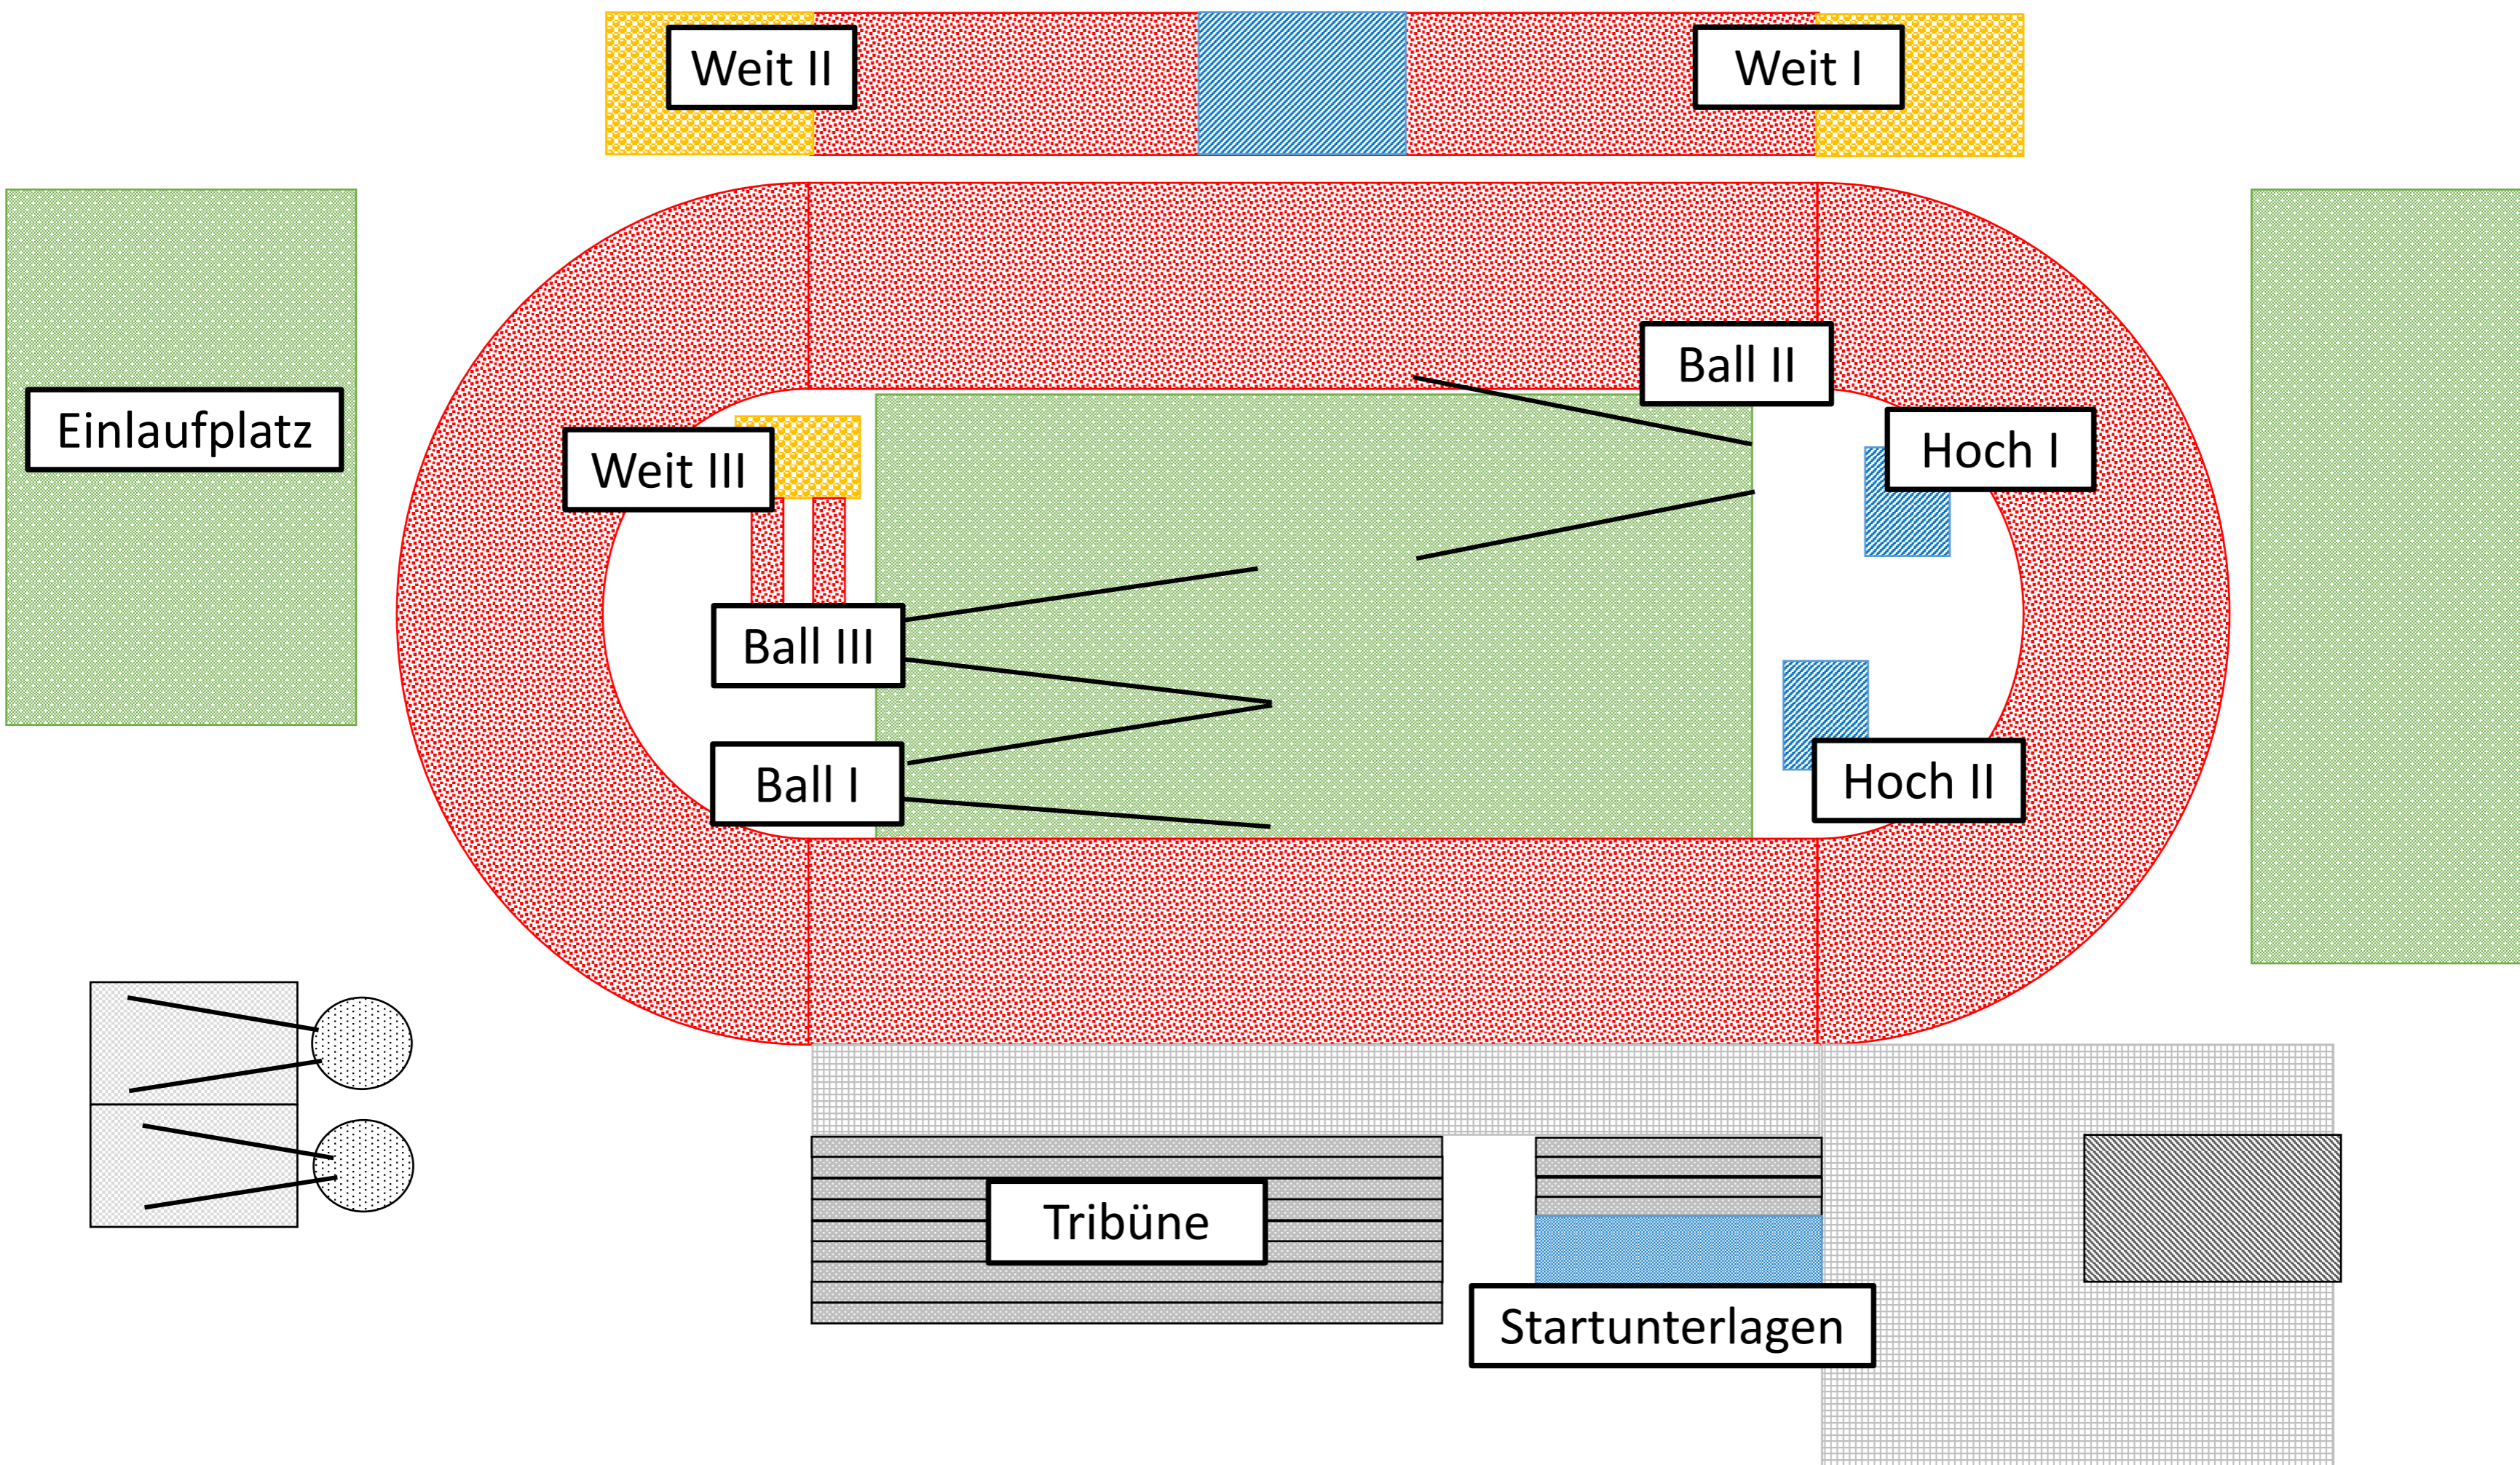 Weit II
Weit I
Ball II
Einlaufplatz
Hoch I
Weit III
Ball III
Ball I
Hoch II
Tribüne
Startunterlagen